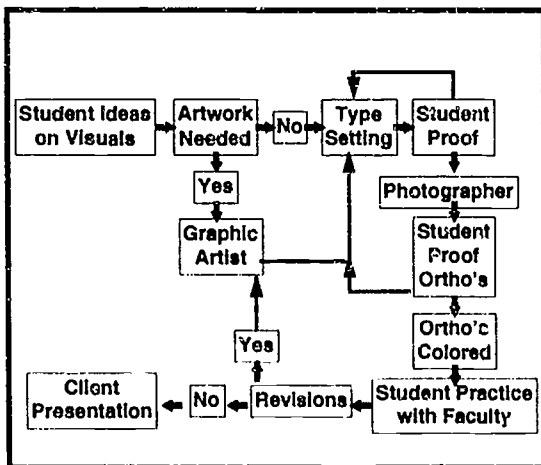 Student Ideas
on Visuals
Artwork
Needed
No
Type
Setting
Student
Proof
Yes
Photographer
Graphic
Artist
Student
Proof
Ortho's
Ortho'c
Colored
Yes
Client
Presentation
No
Revisions
Student Practice
with Faculty